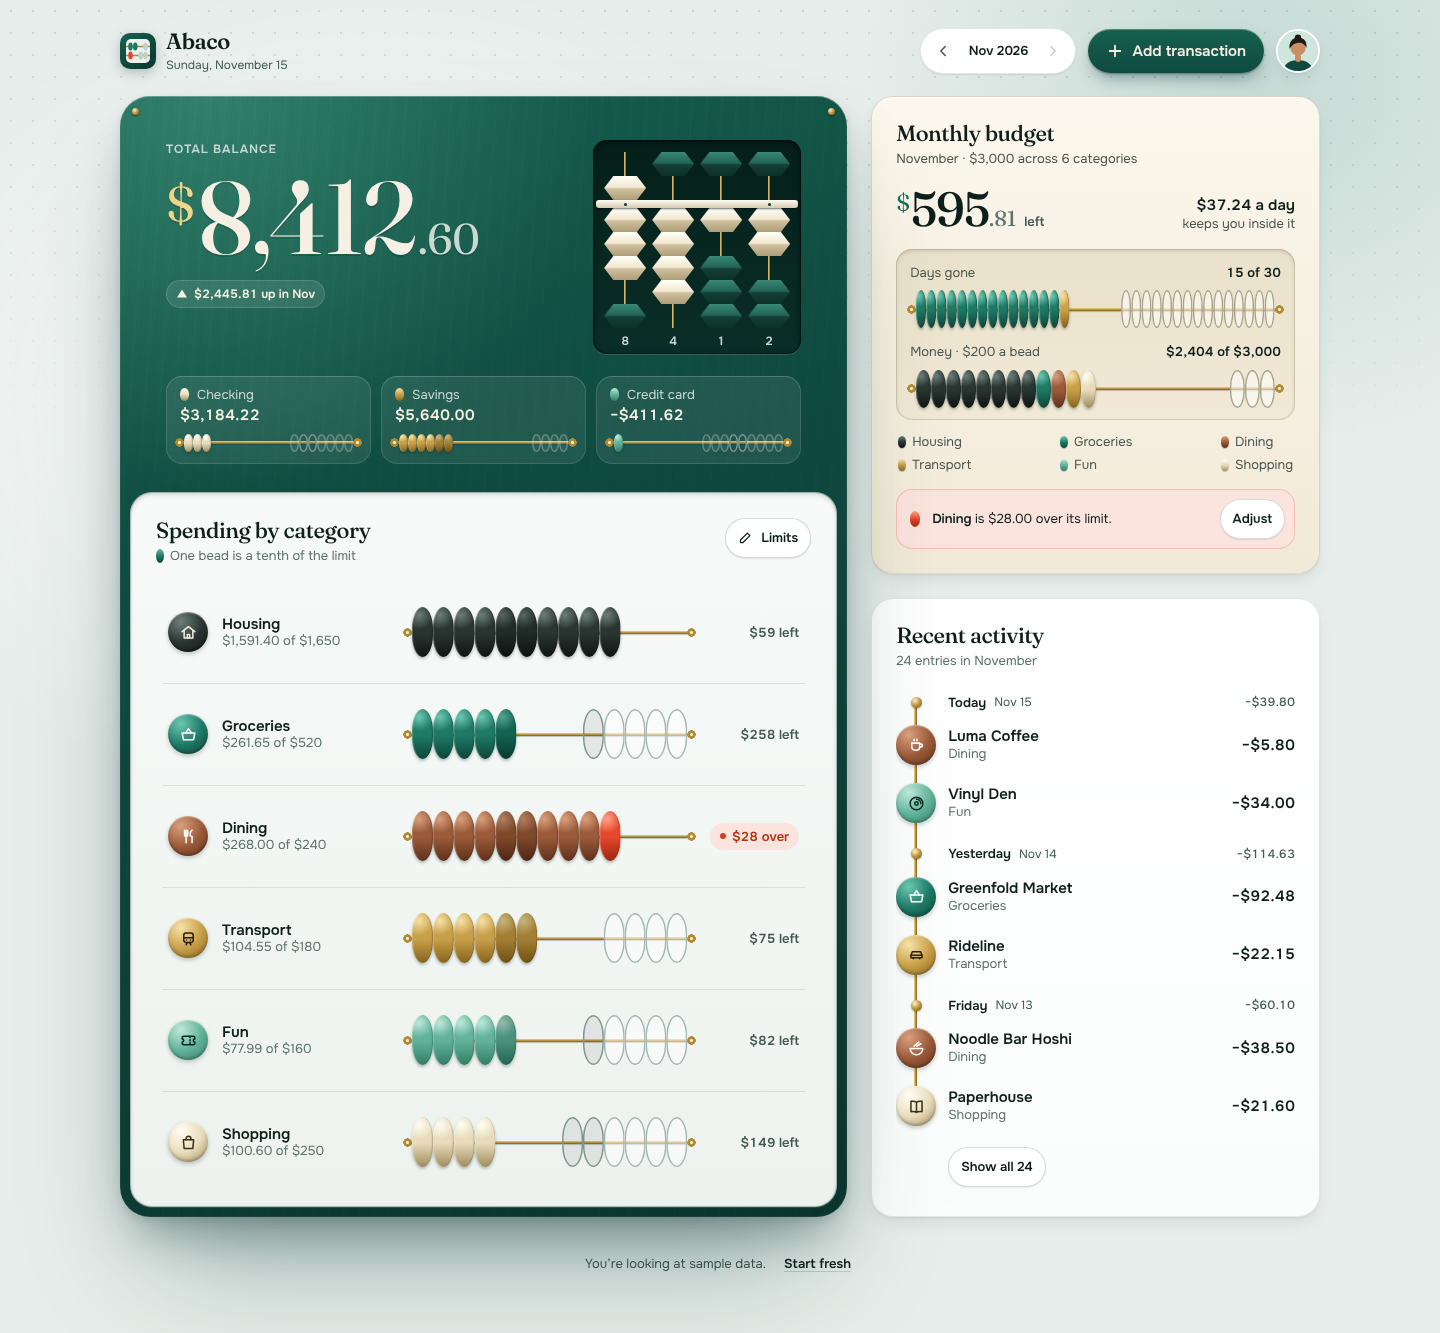 Abaco
Sunday, November 15
Nov 2026
Add transaction
TOTAL BALANCE
$8,412.60
$2,445.81 up in Nov
8 4 1 2
Checking
$3,184.22
Savings
$5,640.00
Credit card
-$411.62
Spending by category
One bead is a tenth of the limit
Limits
Housing
$1,591.40 of $1,650
$59 left
Groceries
$261.65 of $520
$258 left
Dining
$268.00 of $240
$28 over
Transport
$104.55 of $180
$75 left
Fun
$77.99 of $160
$82 left
Shopping
$100.60 of $250
$149 left
Monthly budget
November · $3,000 across 6 categories
$595.81 left
$37.24 a day
keeps you inside it
Days gone
15 of 30
Money · $200 a bead
$2,404 of $3,000
Housing
Groceries
Dining
Transport
Fun
Shopping
Dining is $28.00 over its limit.
Adjust
Recent activity
24 entries in November
Today Nov 15
-$39.80
Luma Coffee
Dining
-$5.80
Vinyl Den
Fun
-$34.00
Yesterday Nov 14
-$114.63
Greenfold Market
Groceries
-$92.48
Rideline
Transport
-$22.15
Friday Nov 13
-$60.10
Noodle Bar Hoshi
Dining
-$38.50
Paperhouse
Shopping
-$21.60
Show all 24
You're looking at sample data.
Start fresh